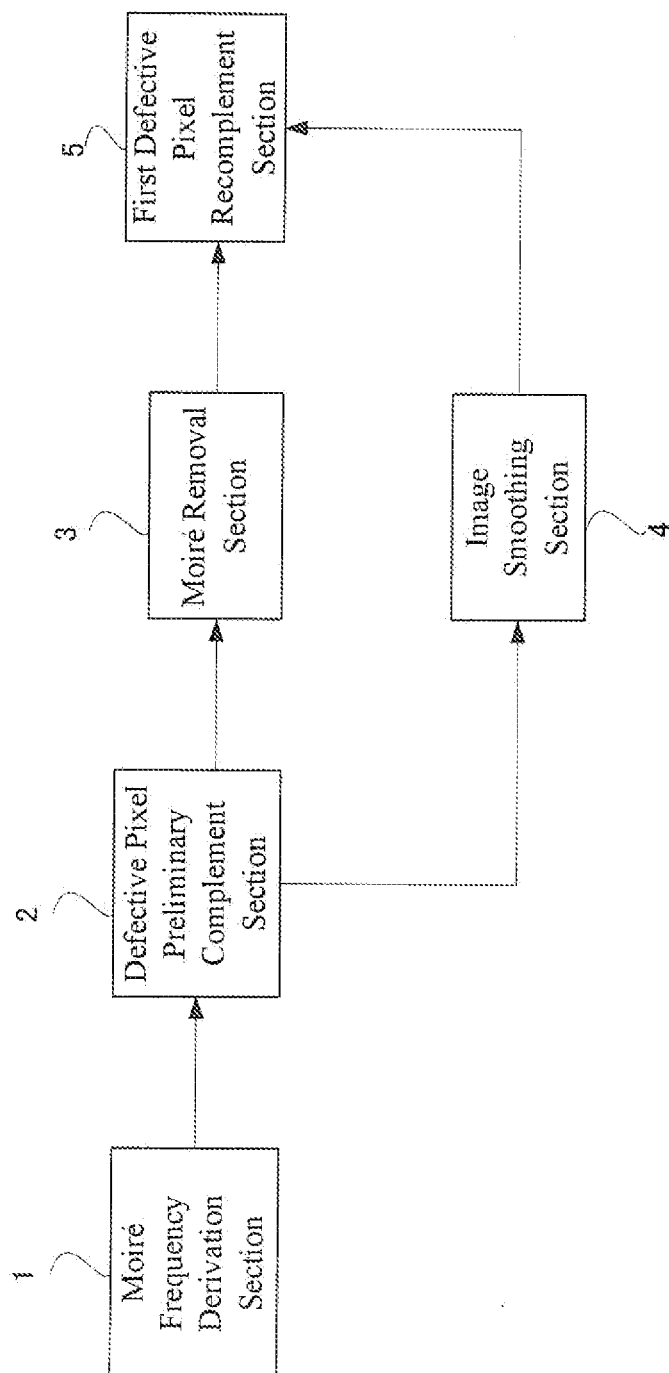 1
Moiré
Frequency
Derivation
Section
2
Defective Pixel
Preliminary
Complement
Section
3
Moiré Removal
Section
4
Image
Smoothing
Section
5
First Defective
Pixel
Recomplement
Section